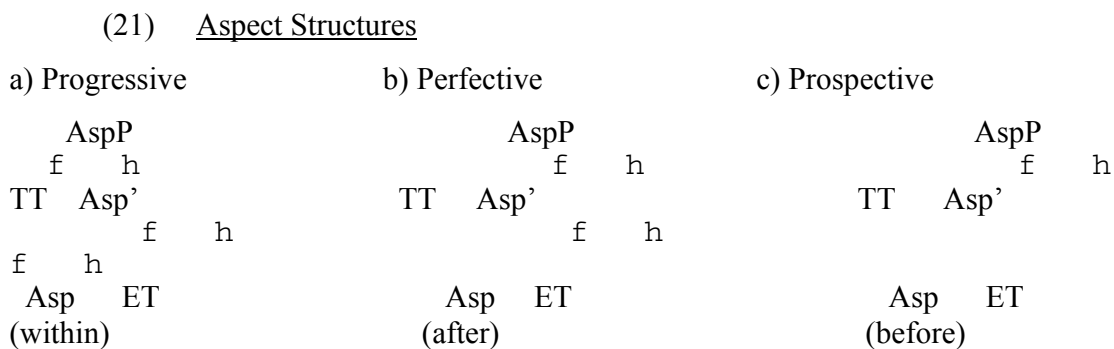 (21) Aspect Structures
a) Progressive b) Perfective c) Prospective
AspP AspP AspP
f h f h f h
TT Asp’ TT Asp’ TT Asp’
f h f h
f h
Asp ET Asp ET Asp ET
(within) (after) (before)